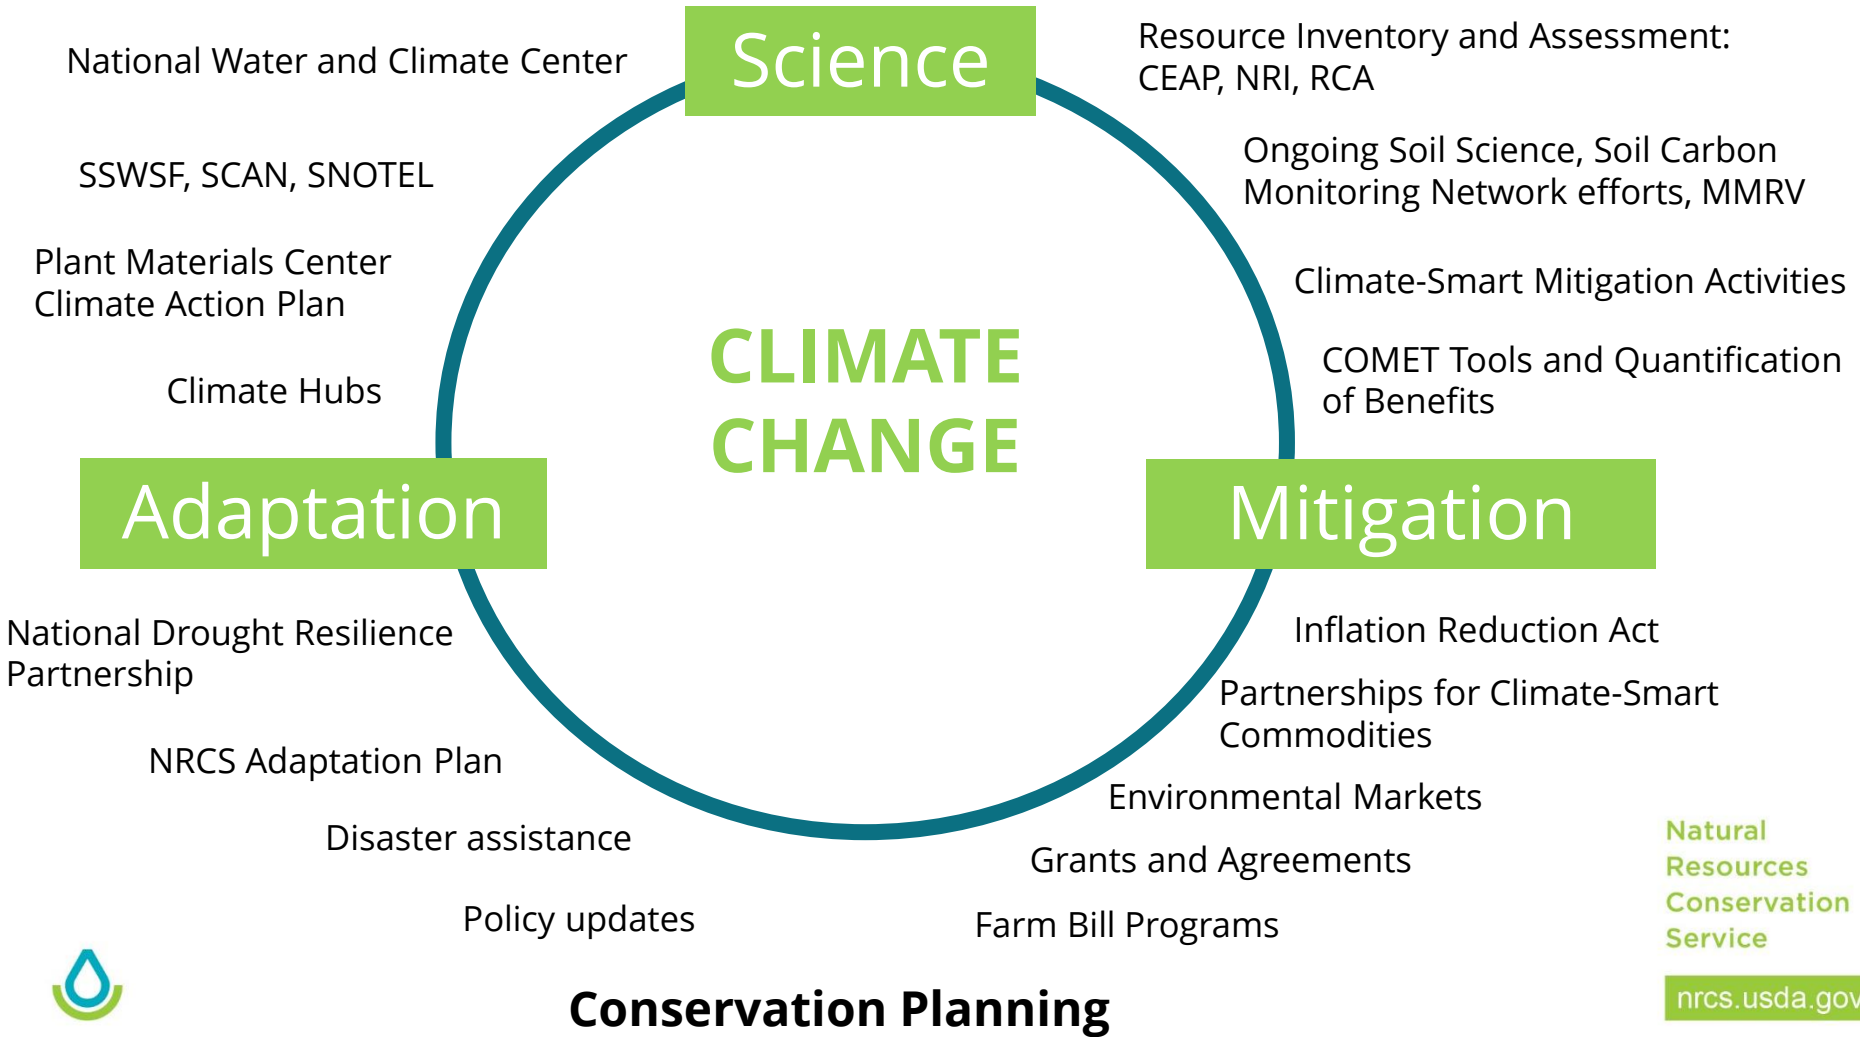 Science
National Water and Climate Center
SSWSF, SCAN, SNOTEL
Plant Materials Center
Climate Action Plan
Climate Hubs
Resource Inventory and Assessment:
CEAP, NRI, RCA
Ongoing Soil Science, Soil Carbon
Monitoring Network efforts, MMRV
Climate-Smart Mitigation Activities
COMET Tools and Quantification
of Benefits
CLIMATE
CHANGE
Adaptation
Mitigation
National Drought Resilience
Partnership
NRCS Adaptation Plan
Disaster assistance
Policy updates
Inflation Reduction Act
Partnerships for Climate-Smart
Commodities
Environmental Markets
Grants and Agreements
Farm Bill Programs
Conservation Planning
Natural
Resources
Conservation
Service
nrcs.usda.gov